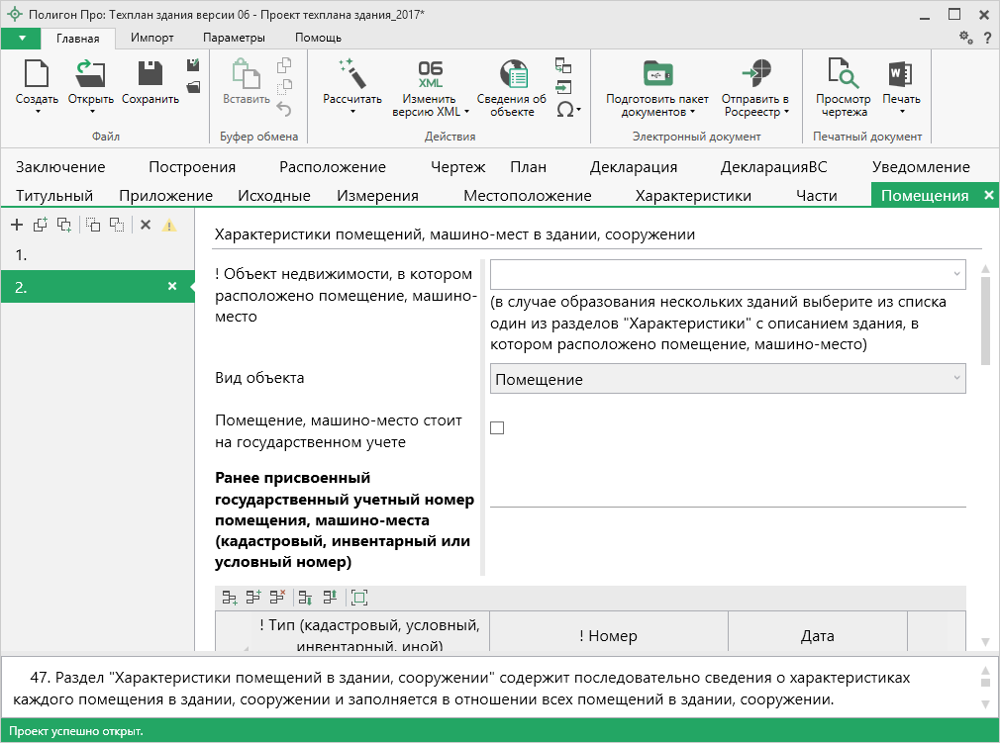 Полигон Про: Техплан здания версии 06 - Проект техплана здания_2017*
Главная Импорт Параметры Помощь ?
Создать Открыть Сохранить
Файл
Вставить
Буфер обмена
06 XML
Рассчитать Изменить версию XML Сведения об объекте Ω
Действия
Подготовить пакет документов Отправить в Росреестр
Электронный документ
Просмотр чертежа W Печать
Печатный документ
Заключение Построения Расположение Чертеж План Декларация ДекларацияВС Уведомление
Титульный Приложение Исходные Измерения Местоположение Характеристики Части Помещения
1.
2.
Характеристики помещений, машино-мест в здании, сооружении
! Объект недвижимости, в котором
расположено помещение, машино-
место
(в случае образования нескольких зданий выберите из списка
один из разделов "Характеристики" с описанием здания, в
котором расположено помещение, машино-место)
Вид объекта
Помещение
Помещение, машино-место стоит
на государственном учете
Ранее присвоенный
государственный учетный номер
помещения, машино-места
(кадастровый, инвентарный или
условный номер)
! Тип (кадастровый, условный,
инвентарный, иной)
! Номер
Дата
47. Раздел "Характеристики помещений в здании, сооружении" содержит последовательно сведения о характеристиках
каждого помещения в здании, сооружении и заполняется в отношении всех помещений в здании, сооружении.
Проект успешно открыт.